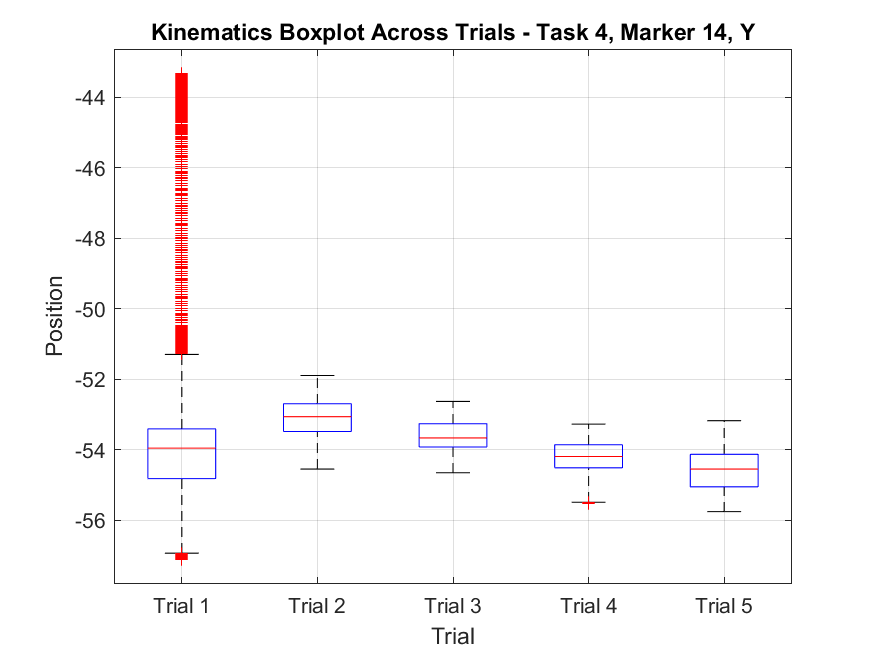 Kinematics Boxplot Across Trials - Task 4, Marker 14, Y
-44
-46
-48
-50
-52
-54
-56
Position
Trial 1 Trial 2 Trial 3 Trial 4 Trial 5
Trial